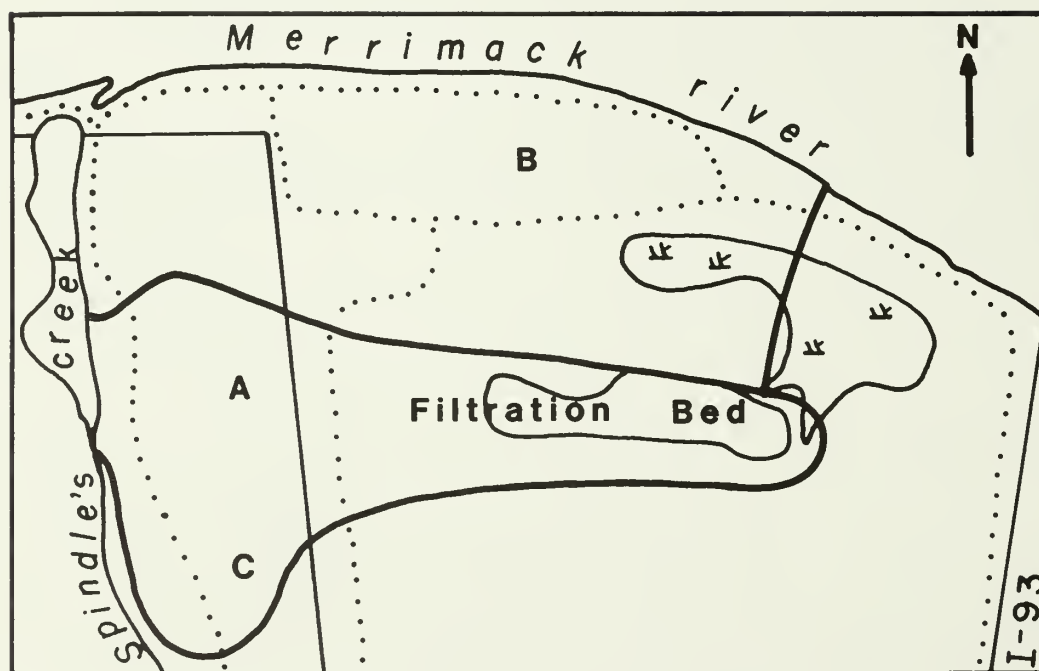 Merrimack river
N
B
A
Filtration Bed
C
Spindle's creek
I-93